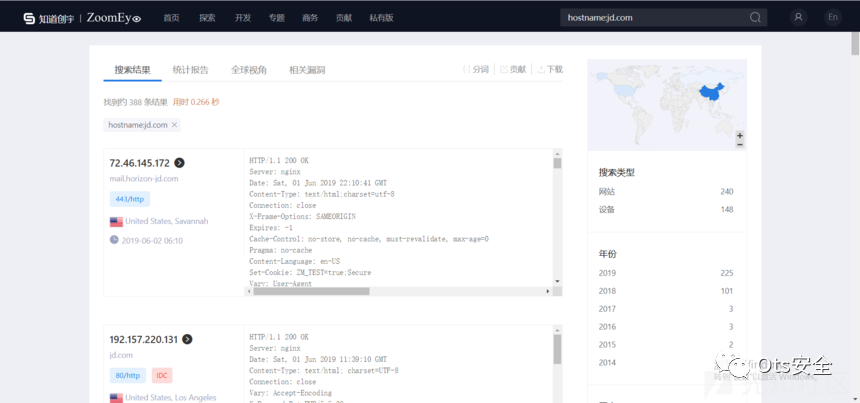 知道创宇 | ZoomEye 首页 探索 开发 专题 商务 贡献 私有版 hostname:jd.com En
搜索结果 统计报告 全球视角 相关漏洞 分词 贡献 下载
找到约 388 条结果 用时 0.266 秒
hostname:jd.com ×
72.46.145.172
mail.horizon-jd.com
443/http
United States, Savannah
2019-06-02 06:10
HTTP/1.1 200 OK
Server: nginx
Date: Sat, 01 Jun 2019 22:10:41 GMT
Content-Type: text/html;charset=utf-8
Connection: close
X-Frame-Options: SAMEORIGIN
Expires: -1
Cache-Control: no-store, no-cache, must-revalidate, max-age=0
Pragma: no-cache
Content-Language: en-US
Set-Cookie: ZM_TEST=true;Secure
Vary: User-Agent
192.157.220.131
jd.com
80/http IDC
United States, Los Angeles
HTTP/1.1 200 OK
Server: nginx
Date: Sat, 01 Jun 2019 11:39:10 GMT
Content-Type: text/html; charset=UTF-8
Connection: close
Vary: Accept-Encoding
+
−
搜索类型
网站 240
设备 148
年份
2019 225
2018 101
2017 3
2016 3
2015 2
2014
Ots安全